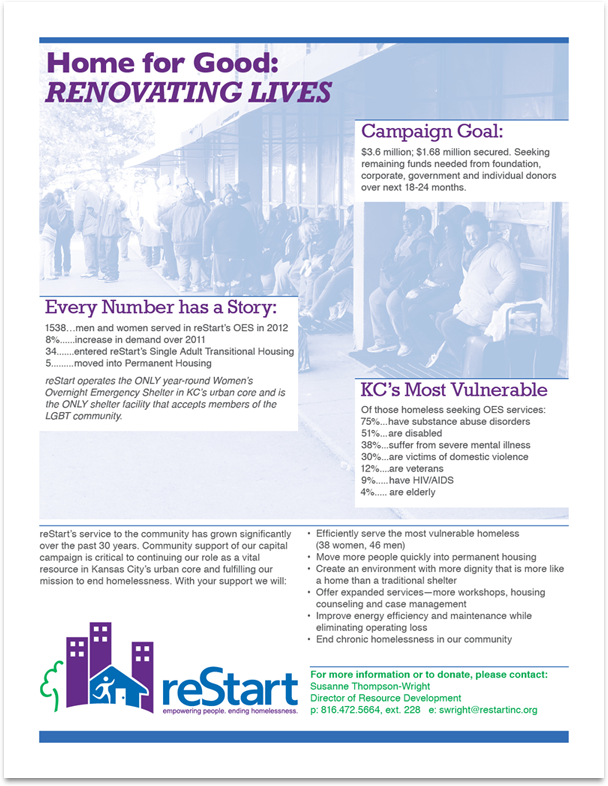 Home for Good:
RENOVATING LIVES
Campaign Goal:
$3.6 million; $1.68 million secured. Seeking
remaining funds needed from foundation,
corporate, government and individual donors
over next 18-24 months.
Every Number has a Story:
1538...men and women served in reStart's OES in 2012
8%......increase in demand over 2011
34.......entered reStart's Single Adult Transitional Housing
5.........moved into Permanent Housing
reStart operates the ONLY year-round Women's
Overnight Emergency Shelter in KC's urban core and is
the ONLY shelter facility that accepts members of the
LGBT community.
KC's Most Vulnerable
Of those homeless seeking OES services:
75%...have substance abuse disorders
51%...are disabled
38%...suffer from severe mental illness
30%...are victims of domestic violence
12%....are veterans
9%.....have HIV/AIDS
4%..... are elderly
reStart's service to the community has grown significantly
over the past 30 years. Community support of our capital
campaign is critical to continuing our role as a vital
resource in Kansas City's urban core and fulfilling our
mission to end homelessness. With your support we will:
• Efficiently serve the most vulnerable homeless
(38 women, 46 men)
• Move more people quickly into permanent housing
• Create an environment with more dignity that is more like
a home than a traditional shelter
• Offer expanded services—more workshops, housing
counseling and case management
• Improve energy efficiency and maintenance while
eliminating operating loss
• End chronic homelessness in our community
reStart
empowering people. ending homelessness.
For more information or to donate, please contact:
Susanne Thompson-Wright
Director of Resource Development
p: 816.472.5664, ext. 228 e: swright@restartinc.org